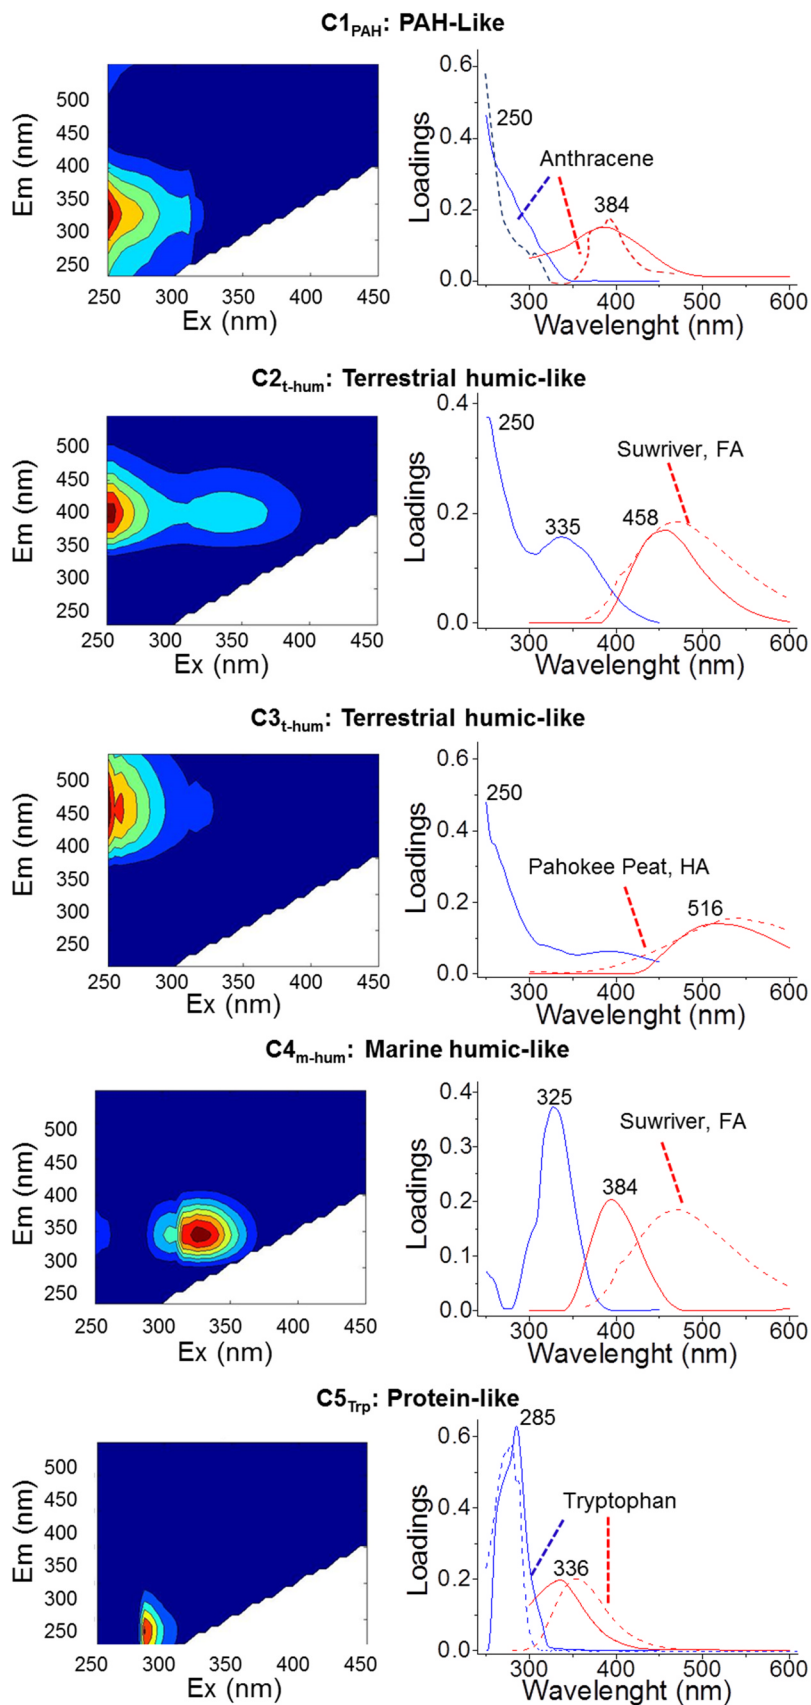 C1PAH: PAH-Like
500
450
400
350
300
250
Em (nm)
250 300 350 400 450
Ex (nm)
0.6
0.4
0.2
0.0
Loadings
250
Anthracene
384
300 400 500 600
Wavelenght (nm)
C2t-hum: Terrestrial humic-like
500
450
400
350
300
250
Em (nm)
250 300 350 400 450
Ex (nm)
0.4
0.2
0.0
Loadings
250
Suwriver, FA
335
458
300 400 500 600
Wavelenght (nm)
C3t-hum: Terrestrial humic-like
500
450
400
350
300
250
Em (nm)
250 300 350 400 450
Ex (nm)
0.6
0.4
0.2
0.0
Loadings
250
Pahokee Peat, HA
516
300 400 500 600
Wavelenght (nm)
C4m-hum: Marine humic-like
500
450
400
350
300
250
Em (nm)
250 300 350 400 450
Ex (nm)
0.4
0.3
0.2
0.1
0.0
Loadings
325
Suwriver, FA
384
300 400 500 600
Wavelenght (nm)
C5Trp: Protein-like
500
450
400
350
300
250
Em (nm)
250 300 350 400 450
Ex (nm)
0.6
0.4
0.2
0.0
Loadings
285
Tryptophan
336
300 400 500 600
Wavelenght (nm)